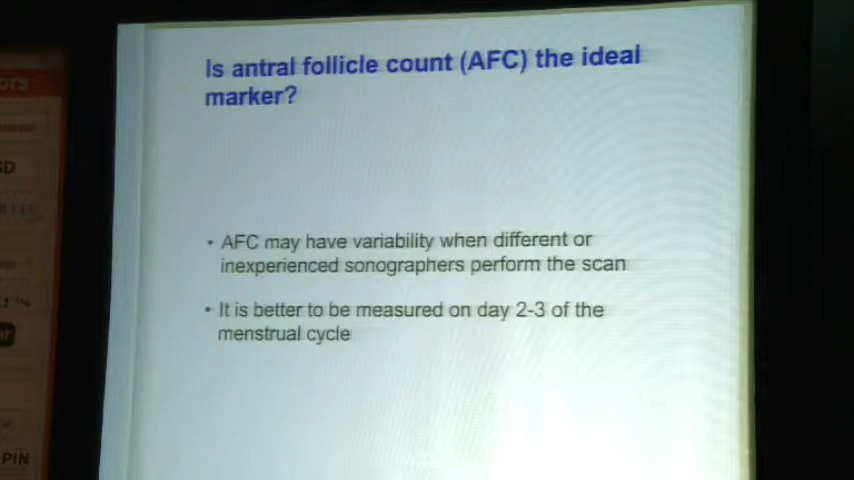 Is antral follicle count (AFC) the ideal
marker?
• AFC may have variability when different or
inexperienced sonographers perform the scan
• It is better to be measured on day 2-3 of the
menstrual cycle
PIN